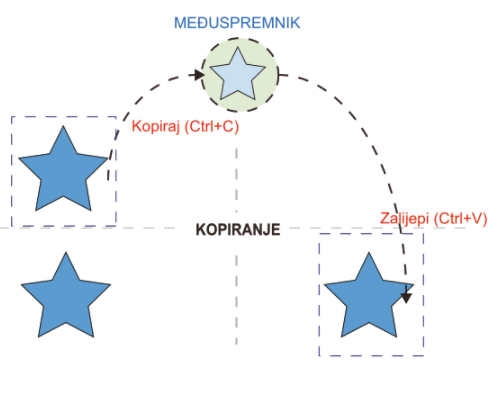 MEĐUSPREMNIK
Kopiraj (Ctrl+C)
Zalijepi (Ctrl+V)
KOPIRANJE